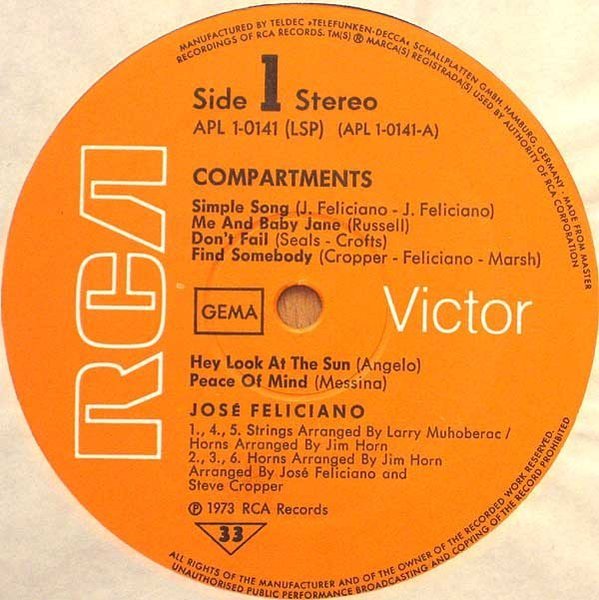 MANUFACTURED BY TELDEC »TELEFUNKEN-DECCA« SCHALLPLATTEN GMBH, HAMBURG, GERMANY - MADE FROM MASTER
RECORDINGS OF RCA RECORDS. TM(S) ® MARCA(S) REGISTRADA(S) USED BY AUTHORITY OF RCA CORPORATION
Side 1 Stereo
APL 1-0141 (LSP) (APL 1-0141-A)
RCA
COMPARTMENTS
Simple Song (J. Feliciano - J. Feliciano)
Me And Baby Jane (Russell)
Don't Fail (Seals - Crofts)
Find Somebody (Cropper - Feliciano - Marsh)
GEMA
Victor
Hey Look At The Sun (Angelo)
Peace Of Mind (Messina)
JOSÉ FELICIANO
1., 4., 5. Strings Arranged By Larry Muhoberac /
Horns Arranged By Jim Horn
2., 3., 6. Horns Arranged By Jim Horn
Arranged By José Feliciano and
Steve Cropper
℗ 1973 RCA Records
33
ALL RIGHTS OF THE MANUFACTURER AND OF THE OWNER OF THE RECORDED WORK RESERVED.
UNAUTHORISED PUBLIC PERFORMANCE BROADCASTING AND COPYING OF THE RECORD PROHIBITED